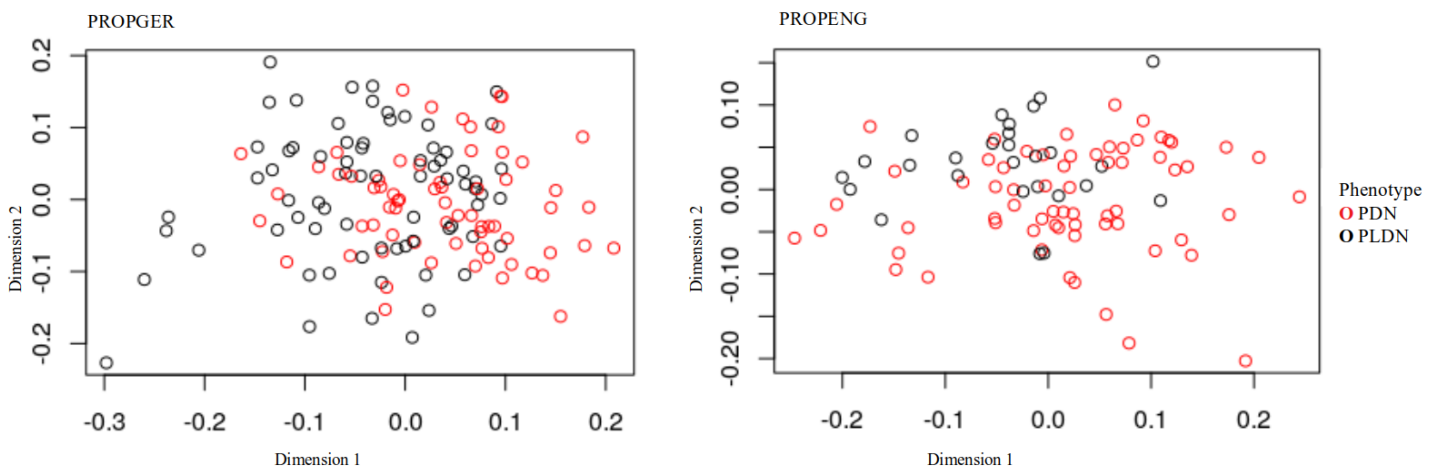 PROPGER
0.2
0.1
0.0
-0.1
-0.2
Dimension 2
-0.3 -0.2 -0.1 0.0 0.1 0.2
Dimension 1
PROPENG
0.10
0.00
-0.10
-0.20
Dimension 2
-0.2 -0.1 0.0 0.1 0.2
Dimension 1
Phenotype
PDN
PLDN